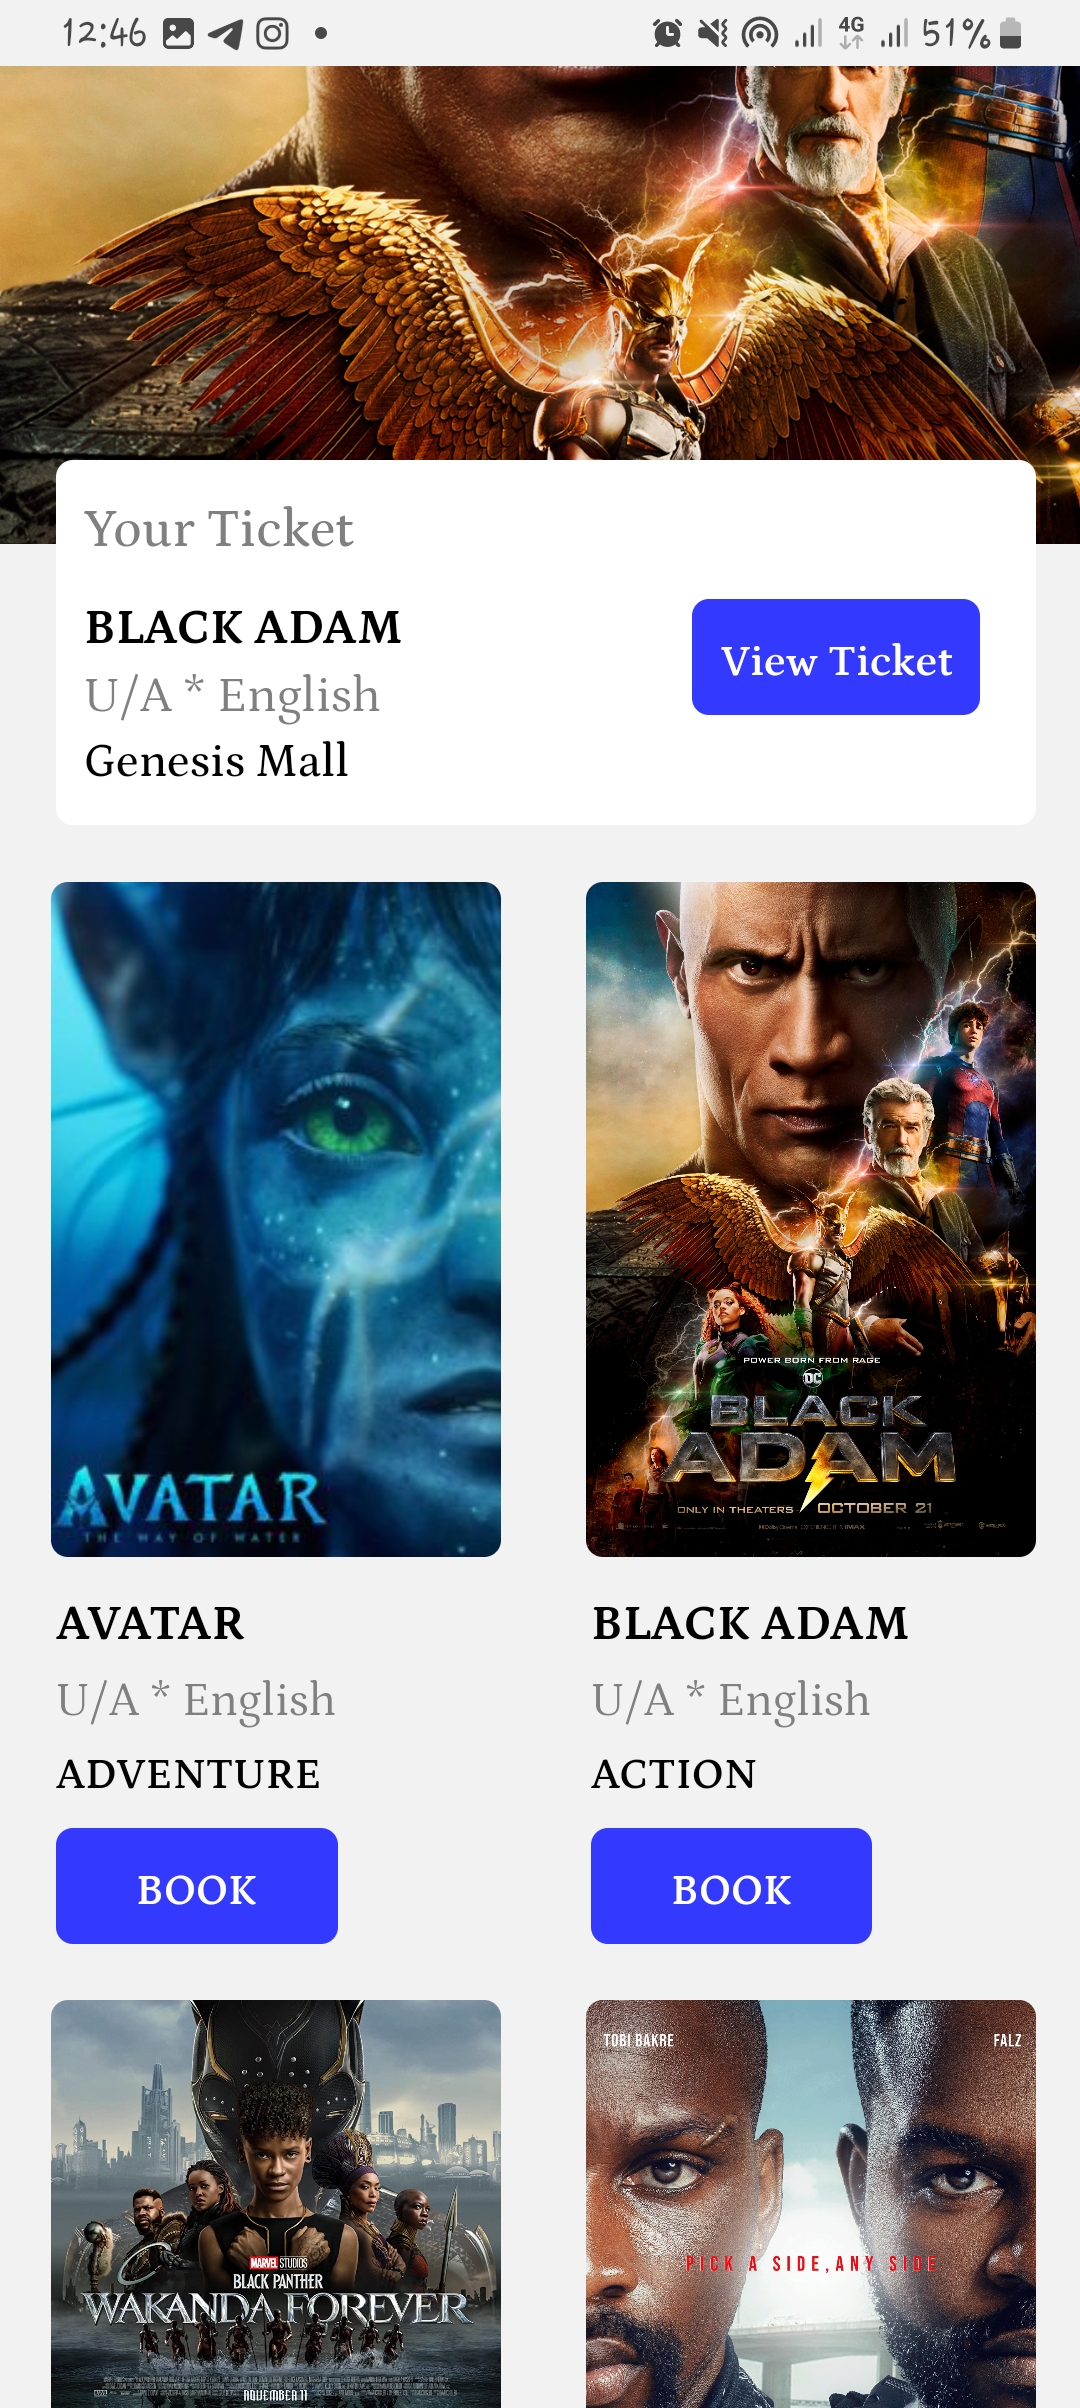 12:46
4G
51%
Your Ticket
BLACK ADAM
U/A * English
Genesis Mall
View Ticket
AVATAR
THE WAY OF WATER
POWER BORN FROM RAGE
DC
BLACK
ADAM
ONLY IN THEATERS OCTOBER 21
AVATAR
U/A * English
ADVENTURE
BOOK
BLACK ADAM
U/A * English
ACTION
BOOK
MARVEL STUDIOS
BLACK PANTHER
WAKANDA FOREVER
NOVEMBER 11
TOBI BAKRE
FALZ
PICK A SIDE, ANY SIDE